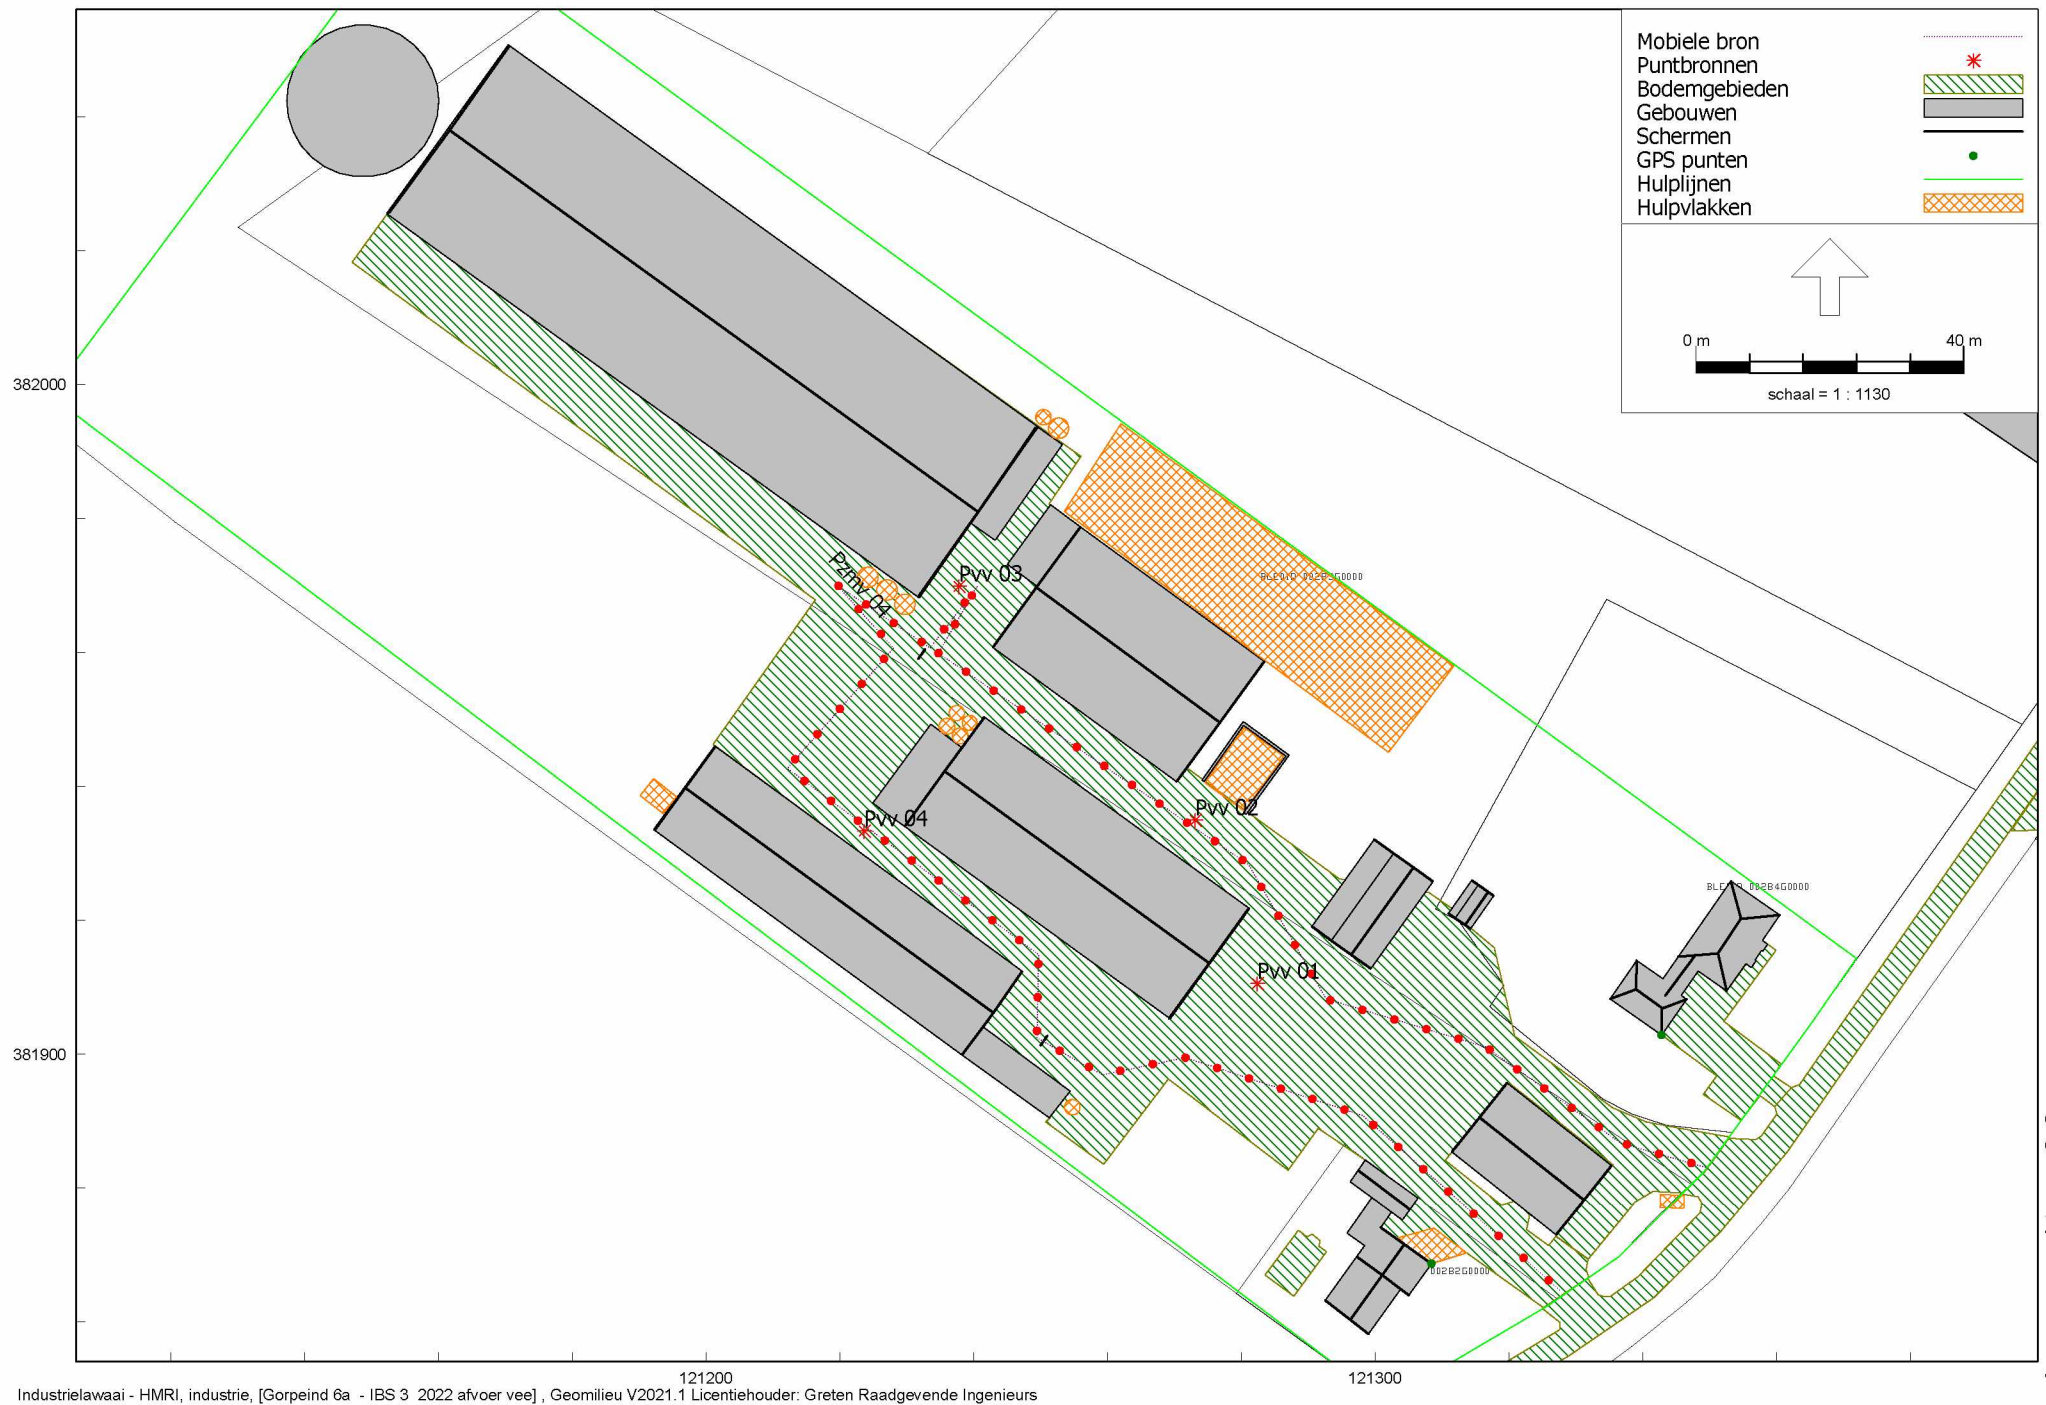 Mobiele bron
Puntbronnen
Bodemgebieden
Gebouwen
Schermen
GPS punten
Hulplijnen
Hulpvlakken
0 m
40 m
schaal = 1 : 1130
382000
Pzmv 04
Pvv 03
Pvv 02
Pvv 04
Pvv 01
381900
121200
121300
Industrielawaai - HMRI, industrie, [Gorpeind 6a - IBS 3 2022 afvoer vee] , Geomilieu V2021.1 Licentiehouder: Greten Raadgevende Ingenieurs